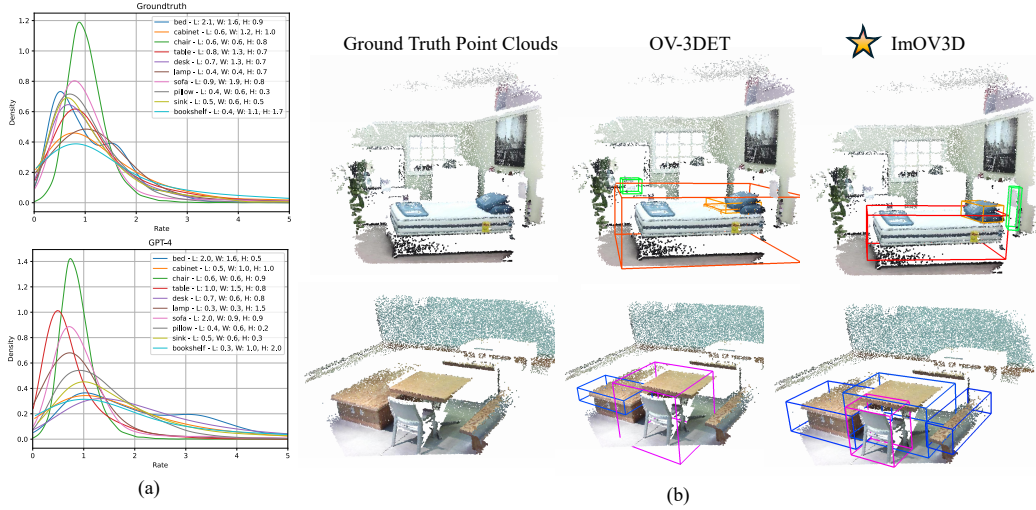 Groundtruth
1.2
1.0
0.8
0.6
0.4
0.2
0.0
Density
bed - L: 2.1, W: 1.6, H: 0.9
cabinet - L: 0.6, W: 1.2, H: 1.0
chair - L: 0.6, W: 0.6, H: 0.8
table - L: 0.8, W: 1.3, H: 0.7
desk - L: 0.7, W: 1.3, H: 0.7
lamp - L: 0.4, W: 0.4, H: 0.7
sofa - L: 0.9, W: 1.9, H: 0.8
pillow - L: 0.4, W: 0.6, H: 0.3
sink - L: 0.5, W: 0.6, H: 0.5
bookshelf - L: 0.4, W: 1.1, H: 1.7
0 1 2 3 4 5
Rate
GPT-4
1.4
1.2
1.0
0.8
0.6
0.4
0.2
0.0
Density
bed - L: 2.0, W: 1.6, H: 0.5
cabinet - L: 0.5, W: 1.0, H: 1.0
chair - L: 0.6, W: 0.6, H: 0.9
table - L: 1.0, W: 1.5, H: 0.8
desk - L: 0.7, W: 0.6, H: 0.8
lamp - L: 0.3, W: 0.3, H: 1.5
sofa - L: 2.0, W: 0.9, H: 0.9
pillow - L: 0.4, W: 0.6, H: 0.2
sink - L: 0.5, W: 0.6, H: 0.3
bookshelf - L: 0.3, W: 1.0, H: 2.0
0 1 2 3 4 5
Rate
(a)
Ground Truth Point Clouds OV-3DET ImOV3D
(b)